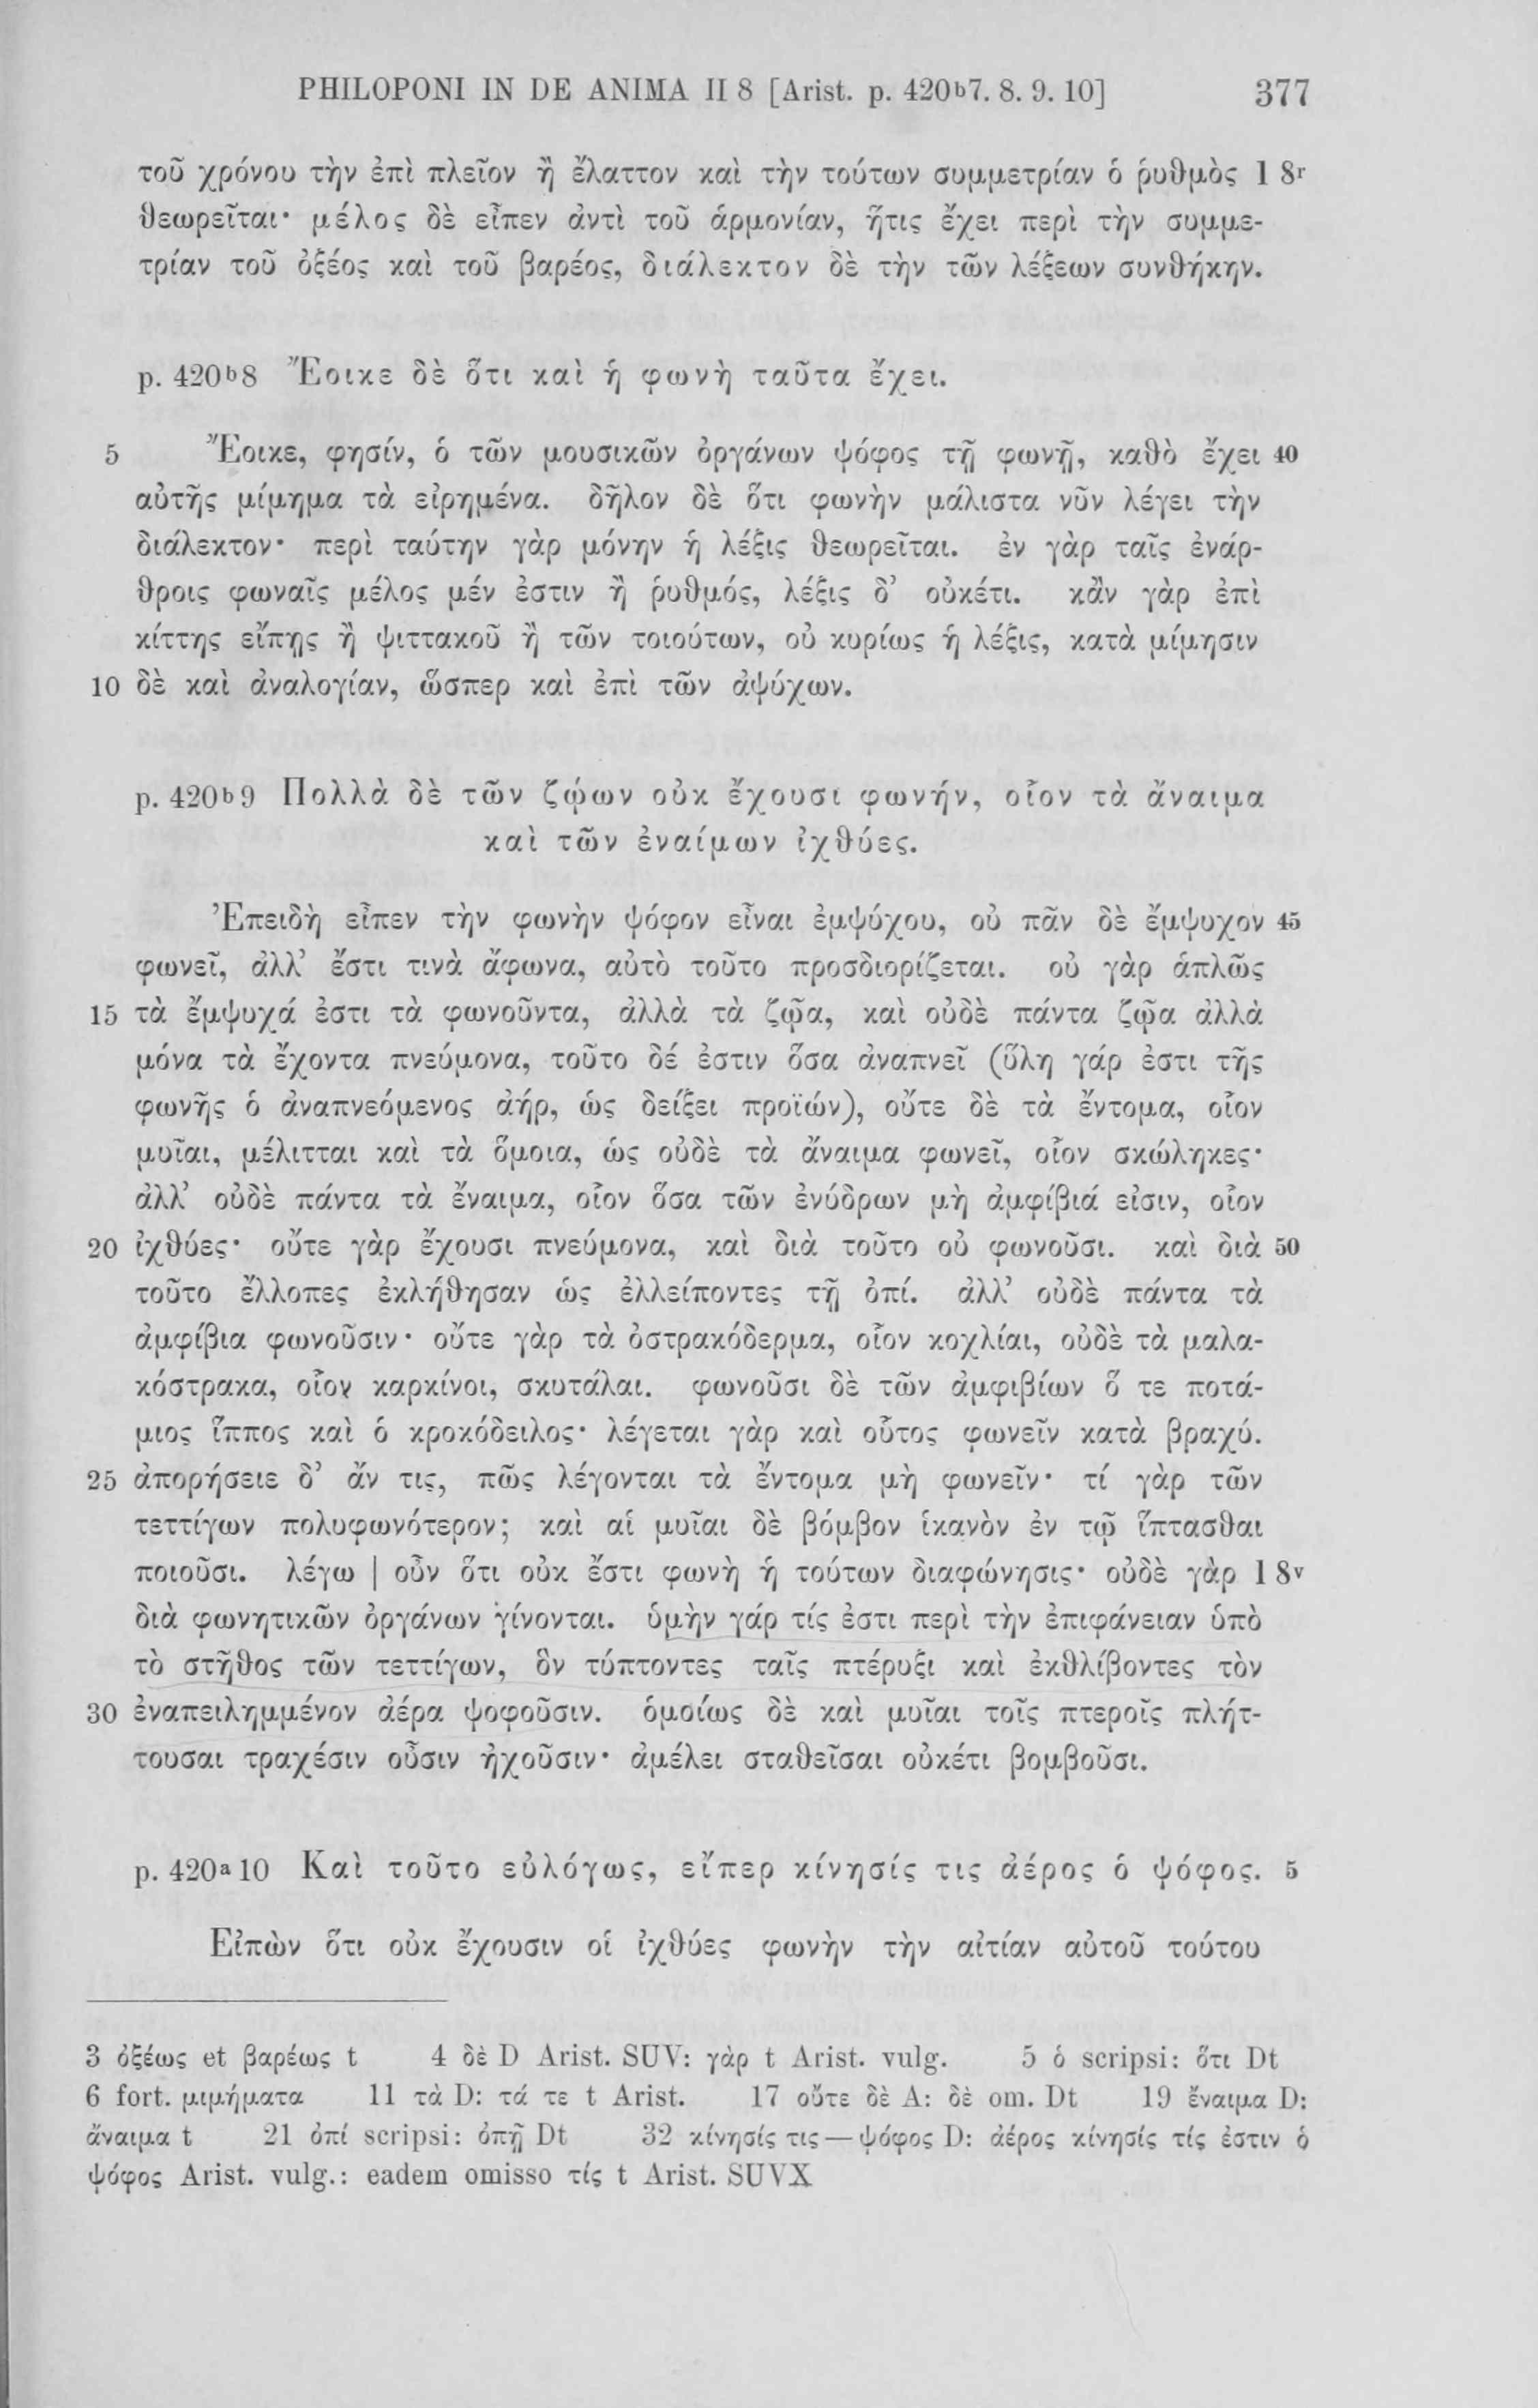 PHILOPONI IN DE ANIMA II 8 [Arist. p. 420b7. 8. 9. 10] 377
τοῦ χρόνου τὴν ἐπὶ πλεῖον ἢ ἔλαττον καὶ τὴν τούτων συμμετρίαν ὁ ῥυθμὸς 18r
θεωρεῖται· μέλος δὲ εἶπεν ἀντὶ τοῦ ἁρμονίαν, ἥτις ἔχει περὶ τὴν συμμε-
τρίαν τοῦ ὀξέος καὶ τοῦ βαρέος, διάλεκτον δὲ τὴν τῶν λέξεων συνθήκην.
p. 420b8 Ἔοικε δὲ ὅτι καὶ ἡ φωνὴ ταῦτα ἔχει.
5 Ἔοικε, φησίν, ὁ τῶν μουσικῶν ὀργάνων ψόφος τῇ φωνῇ, καθὸ ἔχει 40
αὐτῆς μίμημα τὰ εἰρημένα. δῆλον δὲ ὅτι φωνὴν μάλιστα νῦν λέγει τὴν
διάλεκτον· περὶ ταύτην γὰρ μόνην ἡ λέξις θεωρεῖται. ἐν γὰρ ταῖς ἐνάρ-
θροις φωναῖς μέλος μέν ἐστιν ἢ ῥυθμός, λέξις δ’ οὐκέτι. κἂν γὰρ ἐπὶ
κίττης εἴπῃς ἢ ψιττακοῦ ἢ τῶν τοιούτων, οὐ κυρίως ἡ λέξις, κατὰ μίμησιν
10 δὲ καὶ ἀναλογίαν, ὥσπερ καὶ ἐπὶ τῶν ἀψύχων.
p. 420b9 Πολλὰ δὲ τῶν ζῴων οὐκ ἔχουσι φωνήν, οἷον τὰ ἄναιμα
καὶ τῶν ἐναίμων ἰχθύες.
Ἐπειδὴ εἶπεν τὴν φωνὴν ψόφον εἶναι ἐμψύχου, οὐ πᾶν δὲ ἔμψυχον 45
φωνεῖ, ἀλλ’ ἔστι τινὰ ἄφωνα, αὐτὸ τοῦτο προσδιορίζεται. οὐ γὰρ ἁπλῶς
15 τὰ ἔμψυχά ἐστι τὰ φωνοῦντα, ἀλλὰ τὰ ζῷα, καὶ οὐδὲ πάντα ζῷα ἀλλὰ
μόνα τὰ ἔχοντα πνεύμονα, τοῦτο δέ ἐστιν ὅσα ἀναπνεῖ (ὕλη γάρ ἐστι τῆς
φωνῆς ὁ ἀναπνεόμενος ἀήρ, ὡς δείξει προϊών), οὔτε δὲ τὰ ἔντομα, οἷον
μυῖαι, μέλιτται καὶ τὰ ὅμοια, ὡς οὐδὲ τὰ ἄναιμα φωνεῖ, οἷον σκώληκες·
ἀλλ’ οὐδὲ πάντα τὰ ἔναιμα, οἷον ὅσα τῶν ἐνύδρων μὴ ἀμφίβιά εἰσιν, οἷον
20 ἰχθύες· οὔτε γὰρ ἔχουσι πνεύμονα, καὶ διὰ τοῦτο οὐ φωνοῦσι. καὶ διὰ 50
τοῦτο ἔλλοπες ἐκλήθησαν ὡς ἐλλείποντες τῇ ὀπί. ἀλλ’ οὐδὲ πάντα τὰ
ἀμφίβια φωνοῦσιν· οὔτε γὰρ τὰ ὀστρακόδερμα, οἷον κοχλίαι, οὐδὲ τὰ μαλα-
κόστρακα, οἷον καρκίνοι, σκυτάλαι. φωνοῦσι δὲ τῶν ἀμφιβίων ὅ τε ποτά-
μιος ἵππος καὶ ὁ κροκόδειλος· λέγεται γὰρ καὶ οὗτος φωνεῖν κατὰ βραχύ.
25 ἀπορήσειε δ’ ἄν τις, πῶς λέγονται τὰ ἔντομα μὴ φωνεῖν· τί γὰρ τῶν
τεττίγων πολυφωνότερον; καὶ αἱ μυῖαι δὲ βόμβον ἱκανὸν ἐν τῷ ἵπτασθαι
ποιοῦσι. λέγω | οὖν ὅτι οὐκ ἔστι φωνὴ ἡ τούτων διαφώνησις· οὐδὲ γὰρ 18v
διὰ φωνητικῶν ὀργάνων γίνονται. ὑμὴν γάρ τίς ἐστι περὶ τὴν ἐπιφάνειαν ὑπὸ
τὸ στῆθος τῶν τεττίγων, ὃν τύπτοντες ταῖς πτέρυξι καὶ ἐκθλίβοντες τὸν
30 ἐναπειλημμένον ἀέρα ψοφοῦσιν. ὁμοίως δὲ καὶ μυῖαι τοῖς πτεροῖς πλήτ-
τουσαι τραχέσιν οὖσιν ἠχοῦσιν· ἀμέλει σταθεῖσαι οὐκέτι βομβοῦσι.
p. 420a10 Καὶ τοῦτο εὐλόγως, εἴπερ κίνησίς τις ἀέρος ὁ ψόφος. 5
Εἰπὼν ὅτι οὐκ ἔχουσιν οἱ ἰχθύες φωνὴν τὴν αἰτίαν αὐτοῦ τούτου
3 ὀξέως et βαρέως t 4 δὲ D Arist. SUV: γὰρ t Arist. vulg. 5 ὁ scripsi: ὅτι Dt
6 fort. μιμήματα 11 τὰ D: τά τε t Arist. 17 οὔτε δὲ A: δὲ om. Dt 19 ἔναιμα D:
ἄναιμα t 21 ὀπί scripsi: ὀπῇ Dt 32 κίνησίς τις — ψόφος D: ἀέρος κίνησίς τίς ἐστιν ὁ
ψόφος Arist. vulg.: eadem omisso τίς t Arist. SUVX